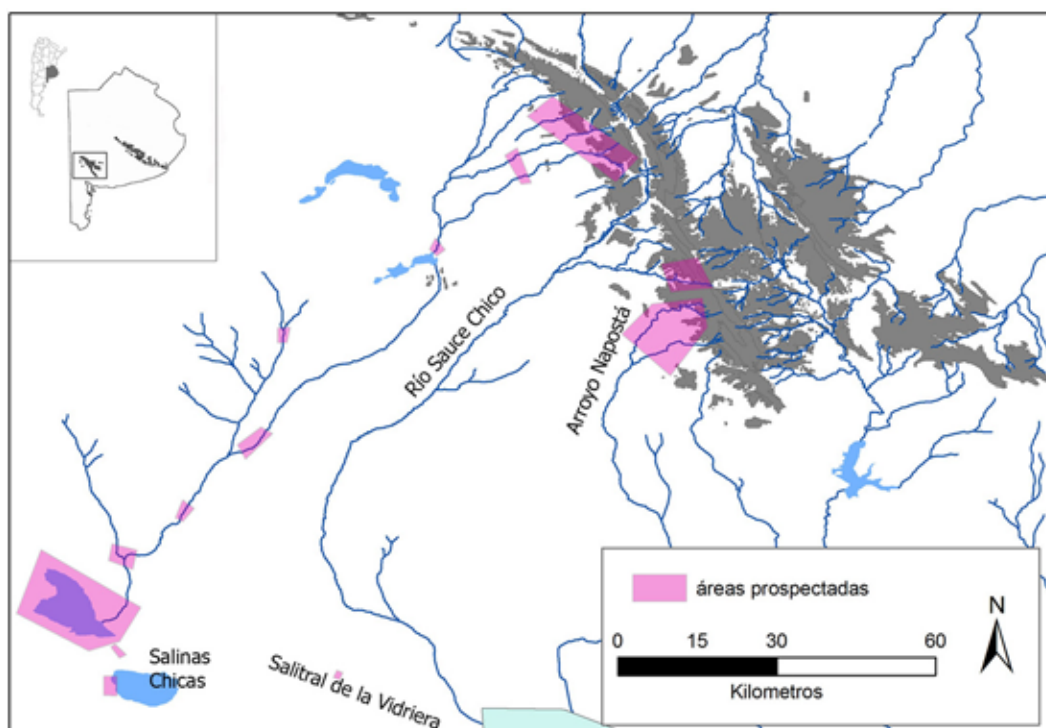 Río Sauce Chico
Arroyo Napostá
Salinas
Chicas
Salitral de la Vidriera
áreas prospectadas
0 15 30 60
Kilometros
N